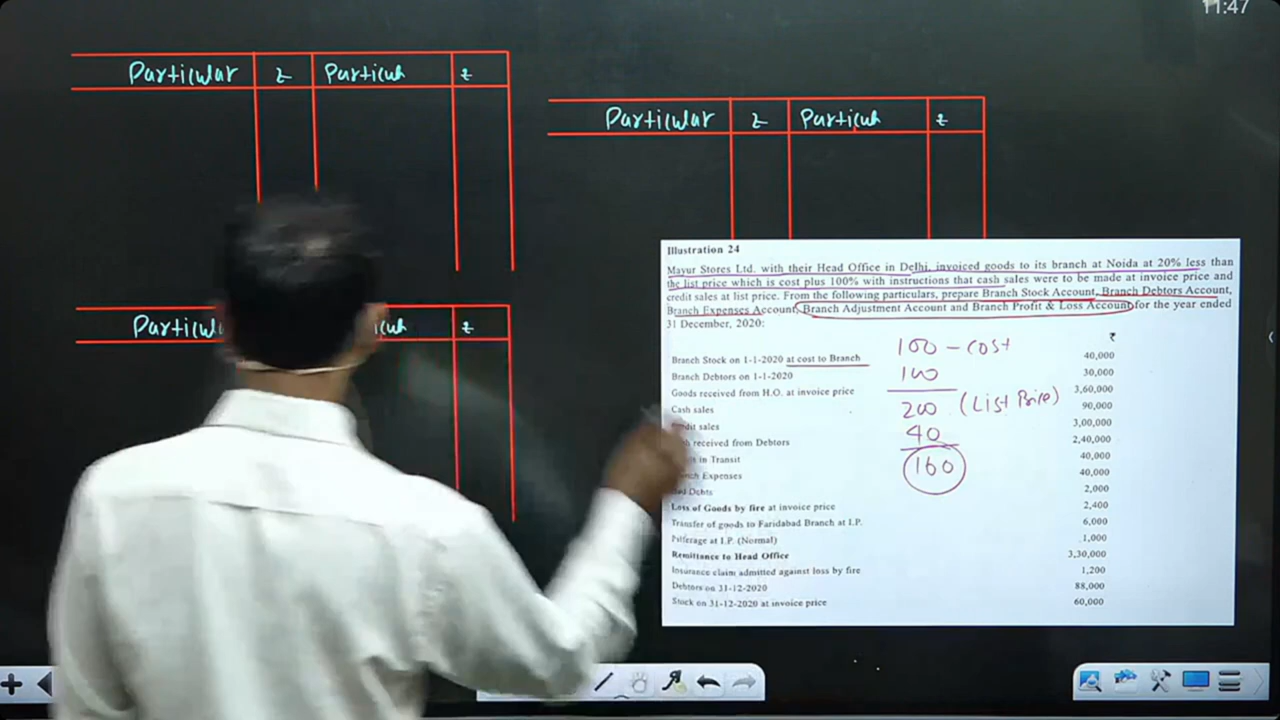 11:47
Particular ₹ Particuh ₹
Particular ₹ Particuh ₹
Illustration 24
Mayur Stores Ltd. with their Head Office in Delhi, invoiced goods to its branch at Noida at 20% less than
the list price which is cost plus 100% with instructions that cash sales were to be made at invoice price and
credit sales at list price. From the following particulars, prepare Branch Stock Account, Branch Debtors Account,
Branch Expenses Account, Branch Adjustment Account and Branch Profit & Loss Account for the year ended
31 December, 2020:
₹
Branch Stock on 1-1-2020 at cost to Branch 40,000
Branch Debtors on 1-1-2020 30,000
Goods received from H.O. at invoice price 3,60,000
Cash sales 90,000
sales 3,00,000
received from Debtors 2,40,000
in Transit 40,000
Expenses 40,000
Debts 2,000
Loss of Goods by fire at invoice price 2,400
Transfer of goods to Faridabad Branch at I.P. 6,000
Pilferage at I.P. (Normal) 1,000
Remittance to Head Office 3,30,000
Insurance claim admitted against loss by fire 1,200
Debtors on 31-12-2020 88,000
Stock on 31-12-2020 at invoice price 60,000
100 - Cost
100
200 (List Price)
40
160
₹